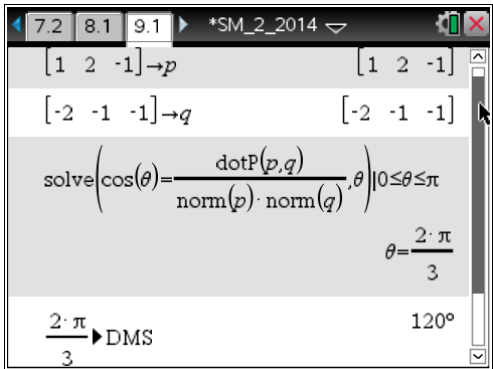 7.2 8.1 9.1 *SM_2_2014
[1 2 -1]→p [1 2 -1]
[-2 -1 -1]→q [-2 -1 -1]
solve(cos(θ)=dotP(p,q)/norm(p)·norm(q),θ)|0≤θ≤π
θ=2·π/3
2·π/3▶DMS 120°